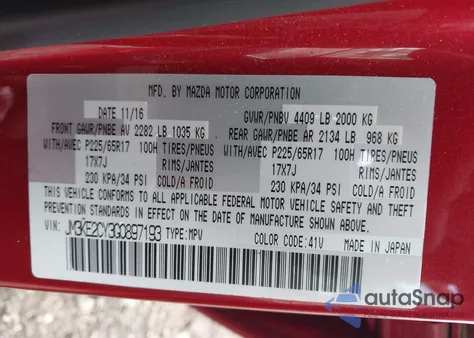 MFD. BY MAZDA MOTOR CORPORATION
DATE 11/16 GVWR/PNBV 4409 LB 2000 KG
FRONT GAWR/PNBE AV 2282 LB 1035 KG REAR GAWR/PNBE AR 2134 LB 968 KG
WITH/AVEC P225/65R17 100H TIRES/PNEUS WITH/AVEC P225/65R17 100H TIRES/PNEUS
17X7J RIMS/JANTES 17X7J RIMS/JANTES
230 KPA/34 PSI COLD/A FROID 230 KPA/34 PSI COLD/A FROID
THIS VEHICLE CONFORMS TO ALL APPLICABLE FEDERAL MOTOR VEHICLE SAFETY AND THEFT
PREVENTION STANDARDS IN EFFECT ON THE DATE OF MANUFACTURE SHOWN ABOVE.
VIN: JM3KE2CY3G0897193 TYPE:MPV COLOR CODE:41V MADE IN JAPAN
autoSnap